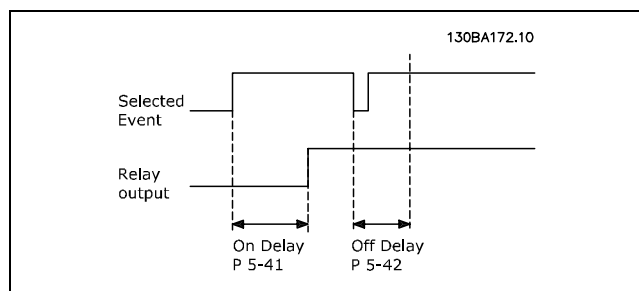 130BA172.10
Selected
Event
Relay
output
On Delay
P 5-41
Off Delay
P 5-42